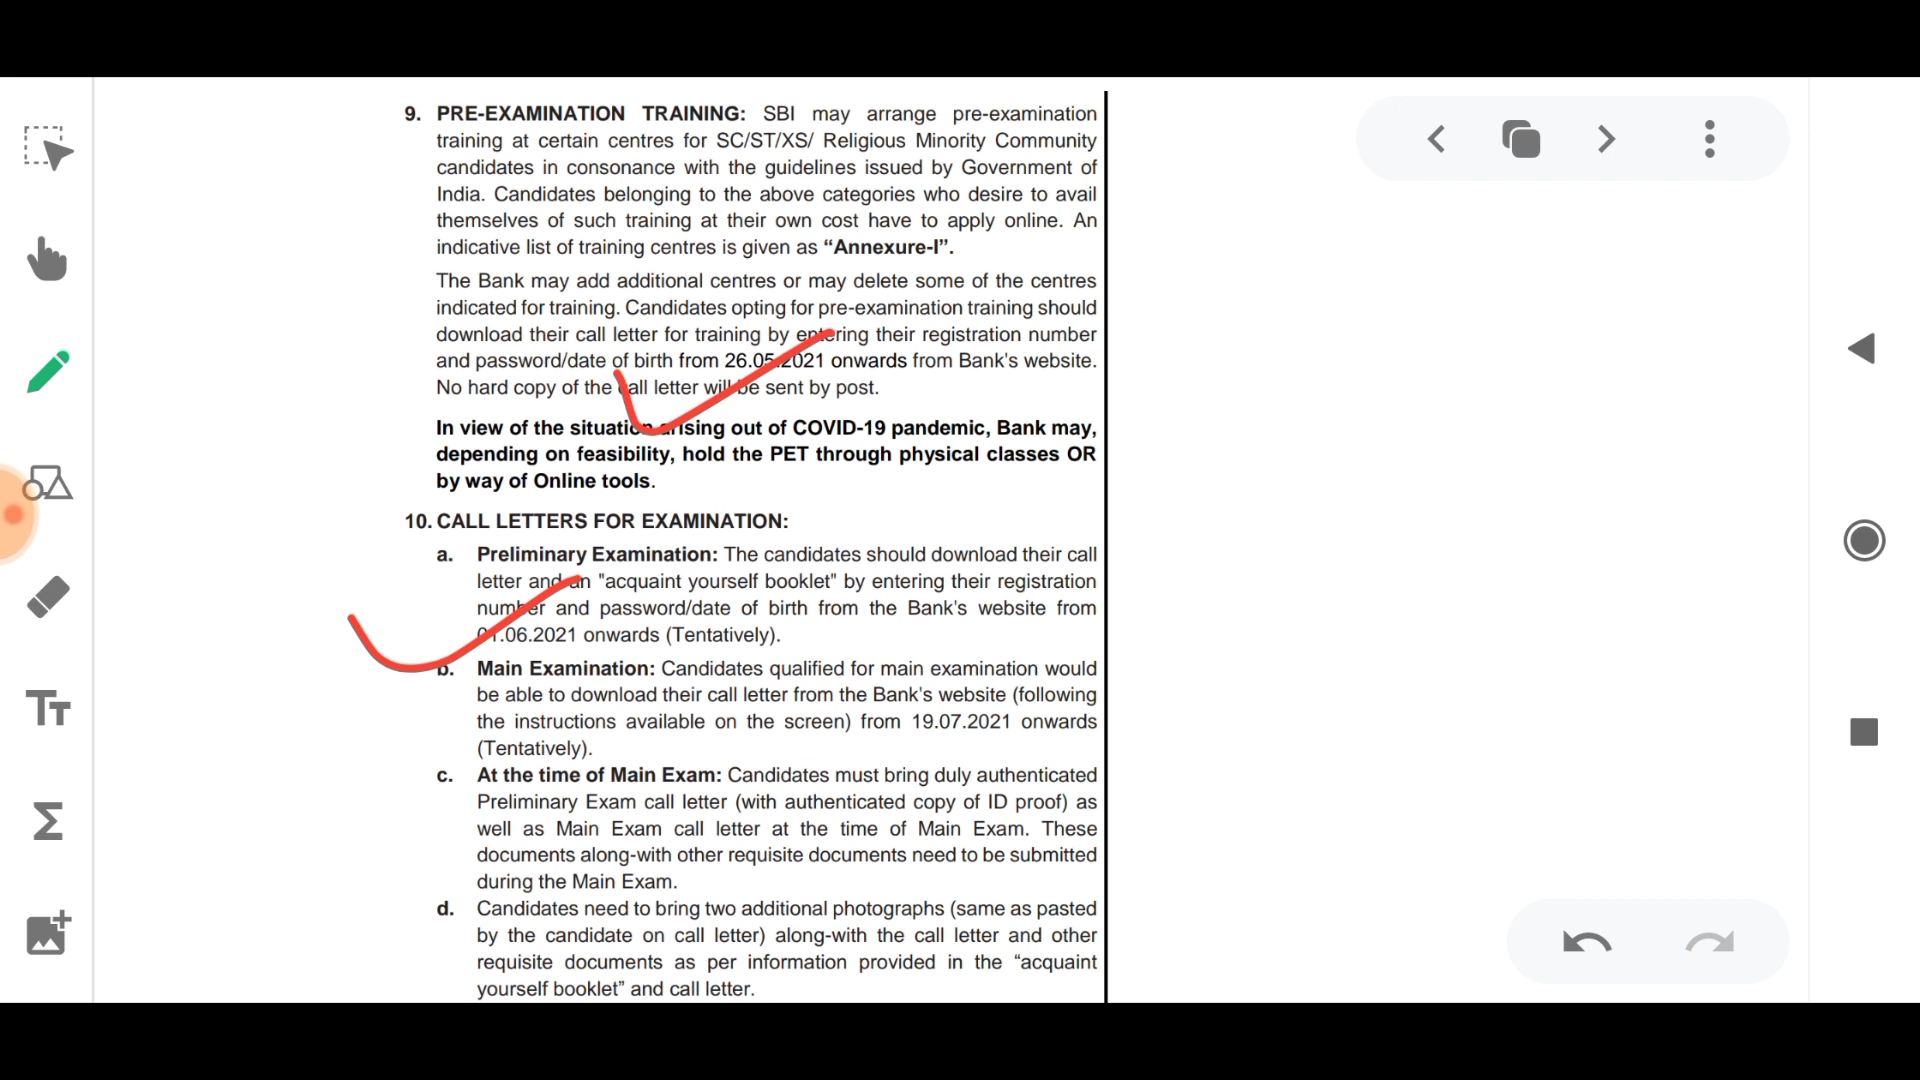 9. PRE-EXAMINATION TRAINING: SBI may arrange pre-examination
training at certain centres for SC/ST/XS/ Religious Minority Community
candidates in consonance with the guidelines issued by Government of
India. Candidates belonging to the above categories who desire to avail
themselves of such training at their own cost have to apply online. An
indicative list of training centres is given as “Annexure-I”.
The Bank may add additional centres or may delete some of the centres
indicated for training. Candidates opting for pre-examination training should
download their call letter for training by entering their registration number
and password/date of birth from 26.05.2021 onwards from Bank's website.
No hard copy of the call letter will be sent by post.
In view of the situation arising out of COVID-19 pandemic, Bank may,
depending on feasibility, hold the PET through physical classes OR
by way of Online tools.
10. CALL LETTERS FOR EXAMINATION:
a. Preliminary Examination: The candidates should download their call
letter and an "acquaint yourself booklet" by entering their registration
number and password/date of birth from the Bank's website from
01.06.2021 onwards (Tentatively).
b. Main Examination: Candidates qualified for main examination would
be able to download their call letter from the Bank's website (following
the instructions available on the screen) from 19.07.2021 onwards
(Tentatively).
c. At the time of Main Exam: Candidates must bring duly authenticated
Preliminary Exam call letter (with authenticated copy of ID proof) as
well as Main Exam call letter at the time of Main Exam. These
documents along-with other requisite documents need to be submitted
during the Main Exam.
d. Candidates need to bring two additional photographs (same as pasted
by the candidate on call letter) along-with the call letter and other
requisite documents as per information provided in the “acquaint
yourself booklet” and call letter.